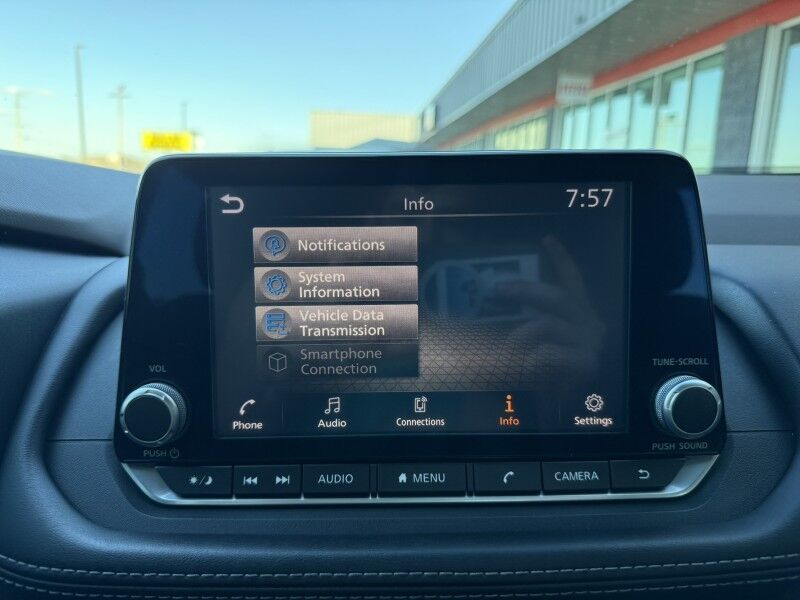 Info
7:57
Notifications
System
Information
Vehicle Data
Transmission
Smartphone
Connection
VOL
TUNE·SCROLL
Phone
Audio
Connections
Info
Settings
PUSH
PUSH SOUND
AUDIO
MENU
CAMERA